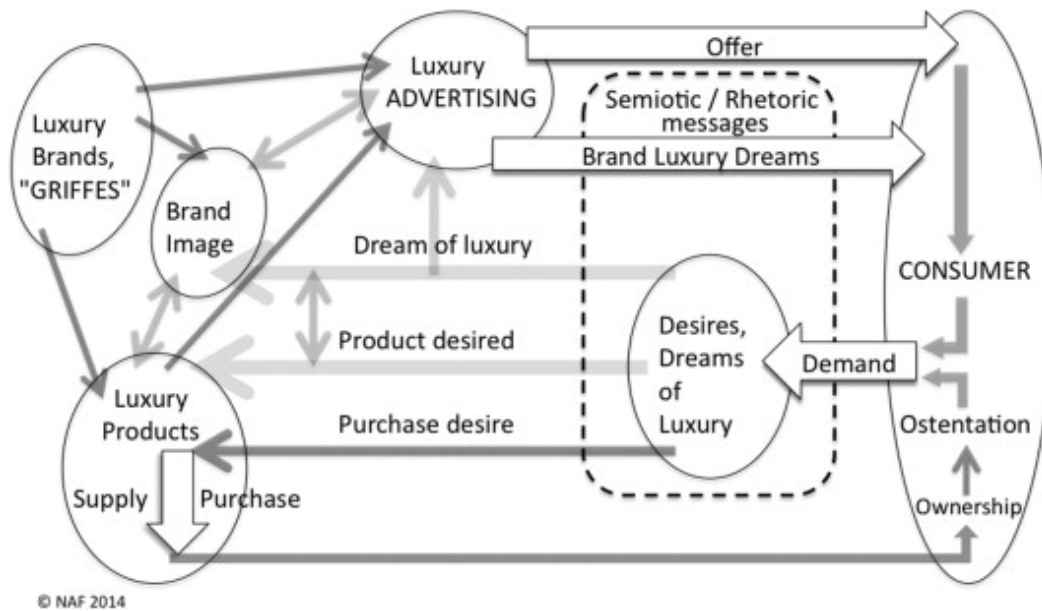 Luxury
ADVERTISING
Offer
Semiotic / Rhetoric
messages
Brand Luxury Dreams
Luxury
Brands,
"GRIFFES"
Brand
Image
Dream of luxury
CONSUMER
Product desired
Desires,
Dreams
of
Luxury
Demand
Luxury
Products
Purchase desire
Ostentation
Supply
Purchase
Ownership
© NAF 2014